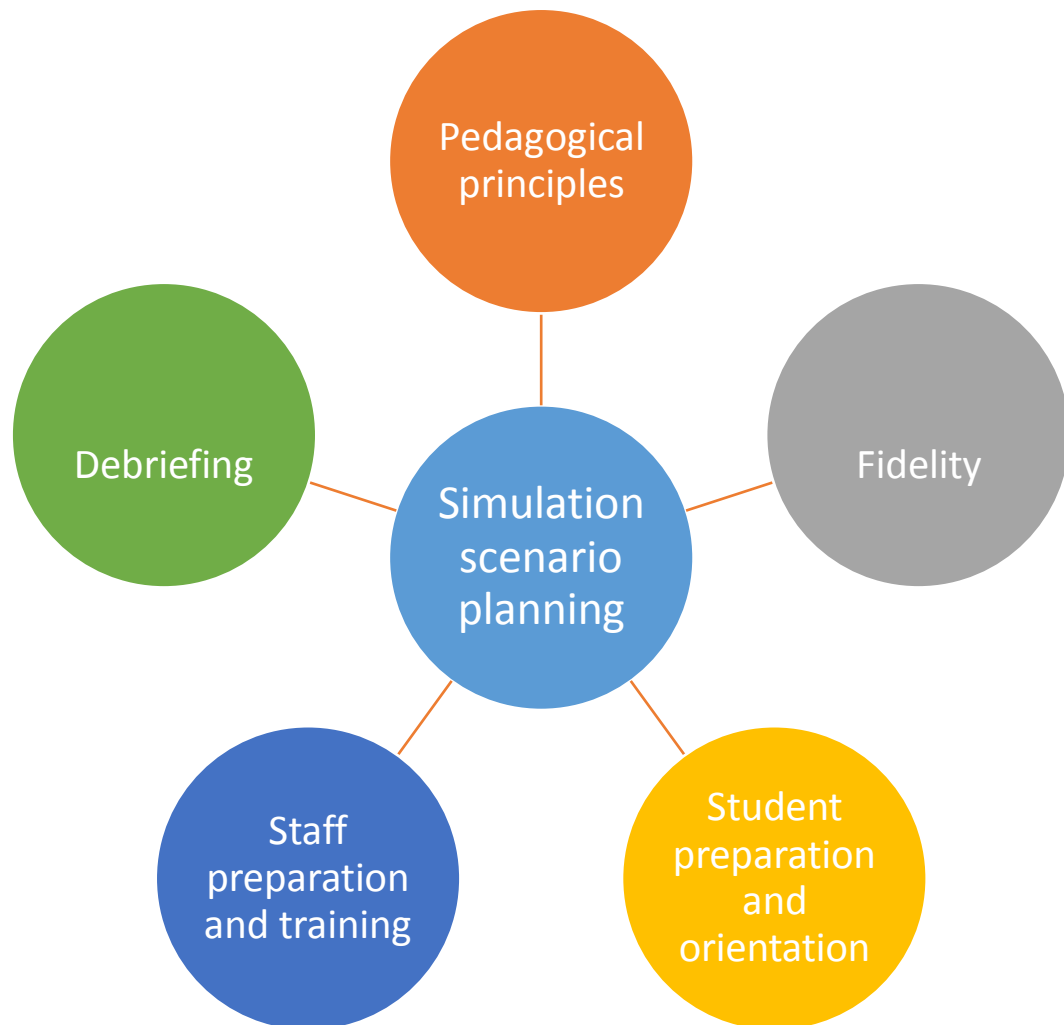 Pedagogical
principles
Debriefing
Fidelity
Simulation
scenario
planning
Staff
preparation
and training
Student
preparation
and
orientation